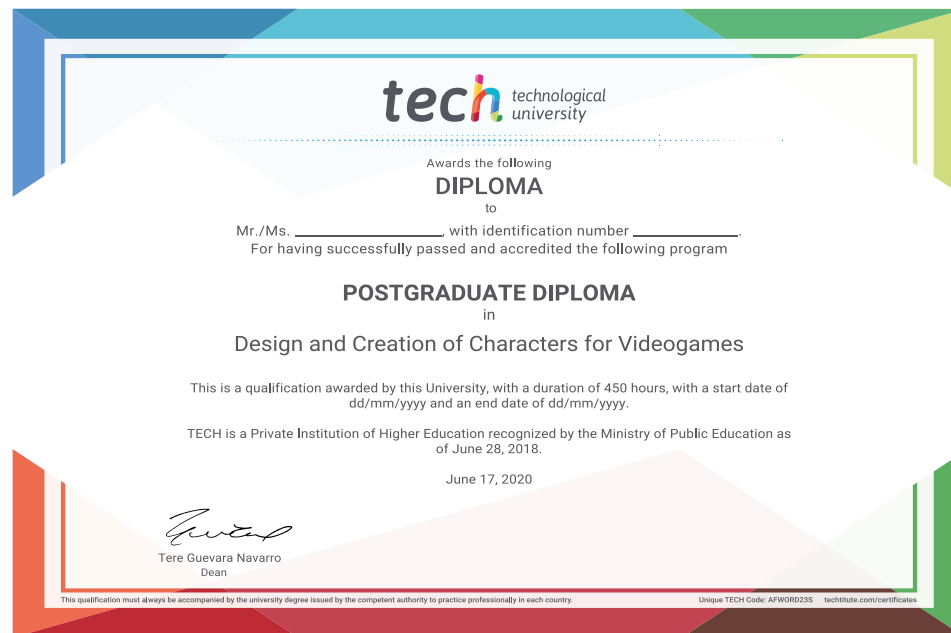 tech technological
university
Awards the following
DIPLOMA
to
Mr./Ms. ____________________, with identification number ______________.
For having successfully passed and accredited the following program
POSTGRADUATE DIPLOMA
in
Design and Creation of Characters for Videogames
This is a qualification awarded by this University, with a duration of 450 hours, with a start date of
dd/mm/yyyy and an end date of dd/mm/yyyy.
TECH is a Private Institution of Higher Education recognized by the Ministry of Public Education as
of June 28, 2018.
June 17, 2020
Tere Guevara Navarro
Dean
This qualification must always be accompanied by the university degree issued by the competent authority to practice professionally in each country.
Unique TECH Code: AFWORD23S techtitute.com/certificates